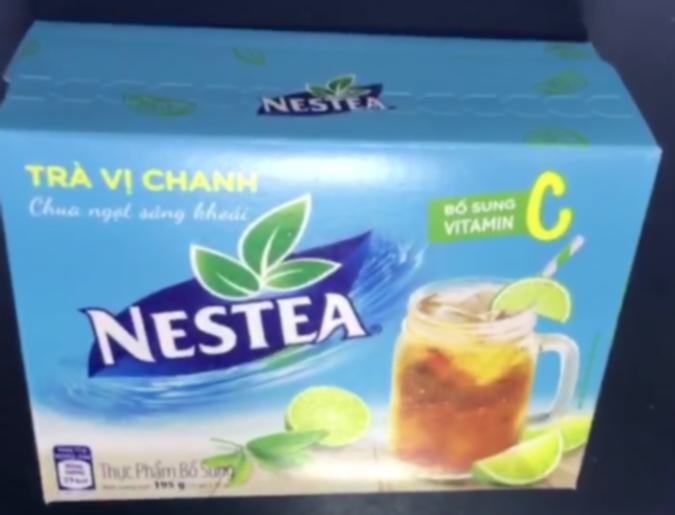 NESTEA
TRÀ VỊ CHANH
Chua ngọt sảng khoái
BỔ SUNG
VITAMIN C
NESTEA
Thực Phẩm Bổ Sung
195 g